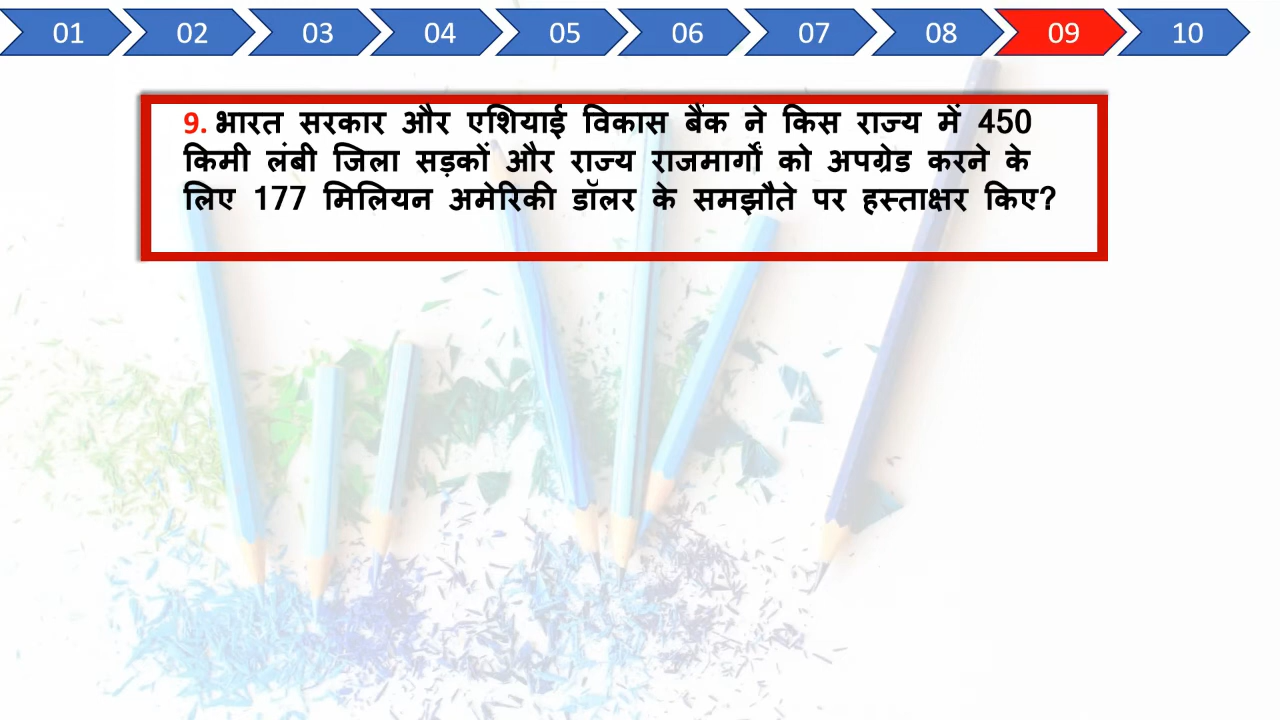 01 02 03 04 05 06 07 08 09 10
9. भारत सरकार और एशियाई विकास बैंक ने किस राज्य में 450
किमी लंबी जिला सड़कों और राज्य राजमार्गों को अपग्रेड करने के
लिए 177 मिलियन अमेरिकी डॉलर के समझौते पर हस्ताक्षर किए?